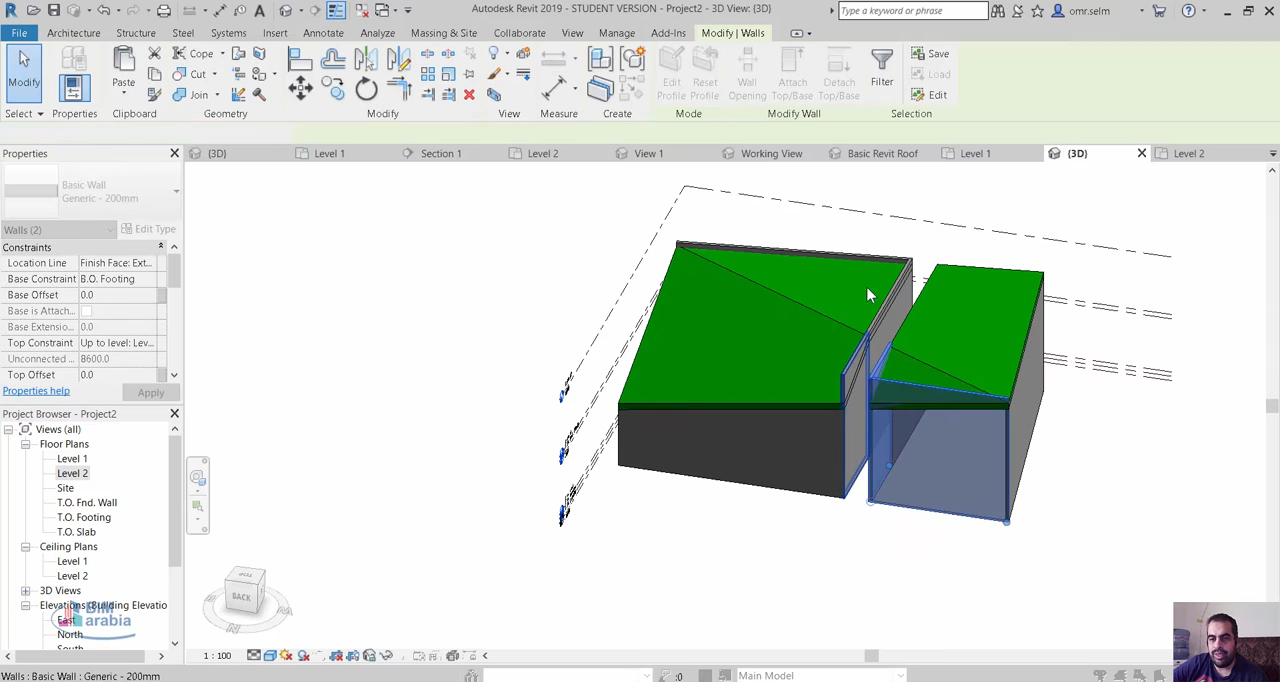 Autodesk Revit 2019 - STUDENT VERSION - Project2 - 3D View: {3D}
Type a keyword or phrase
omr.selm
File Architecture Structure Steel Systems Insert Annotate Analyze Massing & Site Collaborate View Manage Add-Ins Modify | Walls
Modify
Paste
Cope
Cut
Join
Edit Profile
Reset Profile
Wall Opening
Attach Top/Base
Detach Top/Base
Filter
Save
Load
Edit
Select Properties Clipboard Geometry Modify View Measure Create Mode Modify Wall Selection
Properties
{3D} Level 1 Section 1 Level 2 View 1 Working View Basic Revit Roof Level 1 {3D} Level 2
Basic Wall
Generic - 200mm
Walls (2) Edit Type
Constraints
Location Line Finish Face: Ext...
Base Constraint B.O. Footing
Base Offset 0.0
Base is Attach...
Base Extensio... 0.0
Top Constraint Up to level: Lev...
Unconnected ... 8600.0
Top Offset 0.0
Properties help Apply
Project Browser - Project2
Views (all)
Floor Plans
Level 1
Level 2
Site
T.O. Fnd. Wall
T.O. Footing
T.O. Slab
Ceiling Plans
Level 1
Level 2
3D Views
Elevations (Building Elevatio
East
North
South
BIM
arabia
BACK
1 : 100
Walls : Basic Wall : Generic - 200mm
:0
Main Model